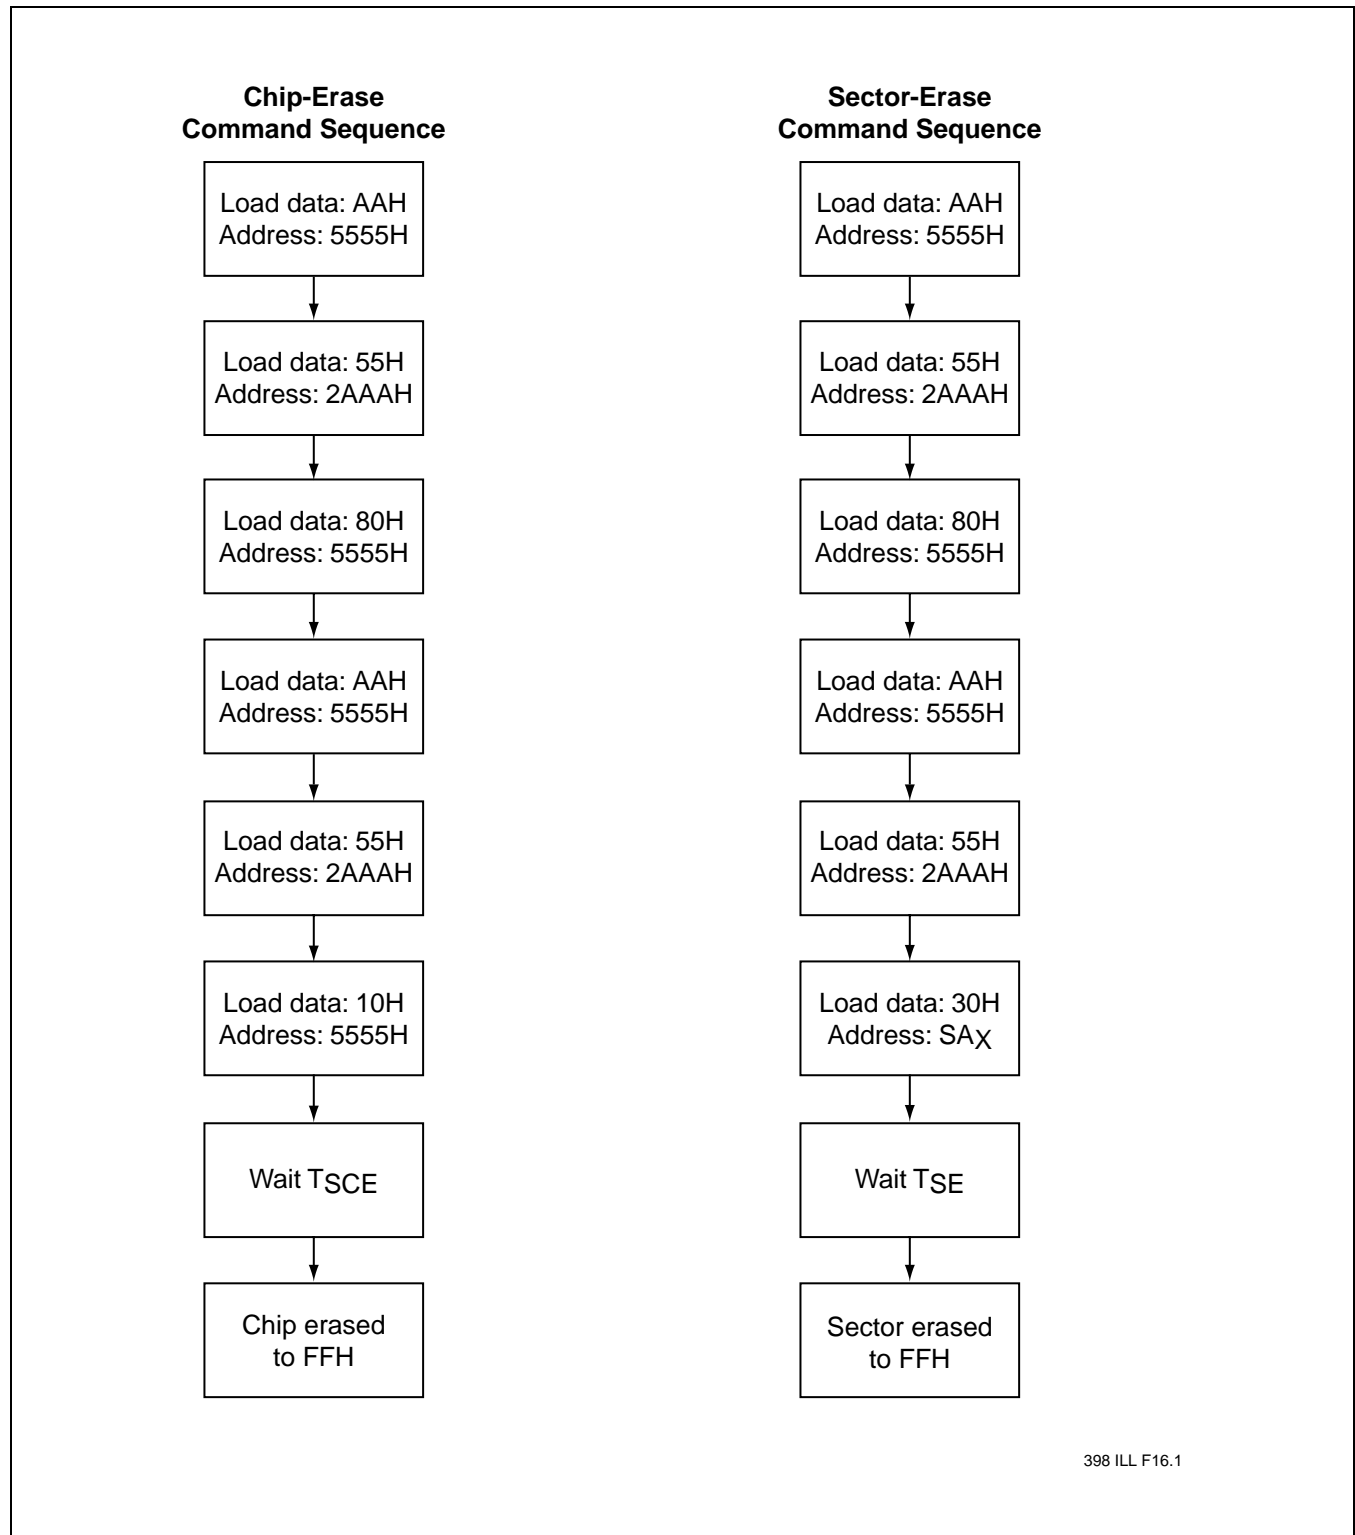 Chip-Erase
Command Sequence
Load data: AAH
Address: 5555H
Load data: 55H
Address: 2AAAH
Load data: 80H
Address: 5555H
Load data: AAH
Address: 5555H
Load data: 55H
Address: 2AAAH
Load data: 10H
Address: 5555H
Wait TSCE
Chip erased
to FFH
Sector-Erase
Command Sequence
Load data: AAH
Address: 5555H
Load data: 55H
Address: 2AAAH
Load data: 80H
Address: 5555H
Load data: AAH
Address: 5555H
Load data: 55H
Address: 2AAAH
Load data: 30H
Address: SAX
Wait TSE
Sector erased
to FFH
398 ILL F16.1